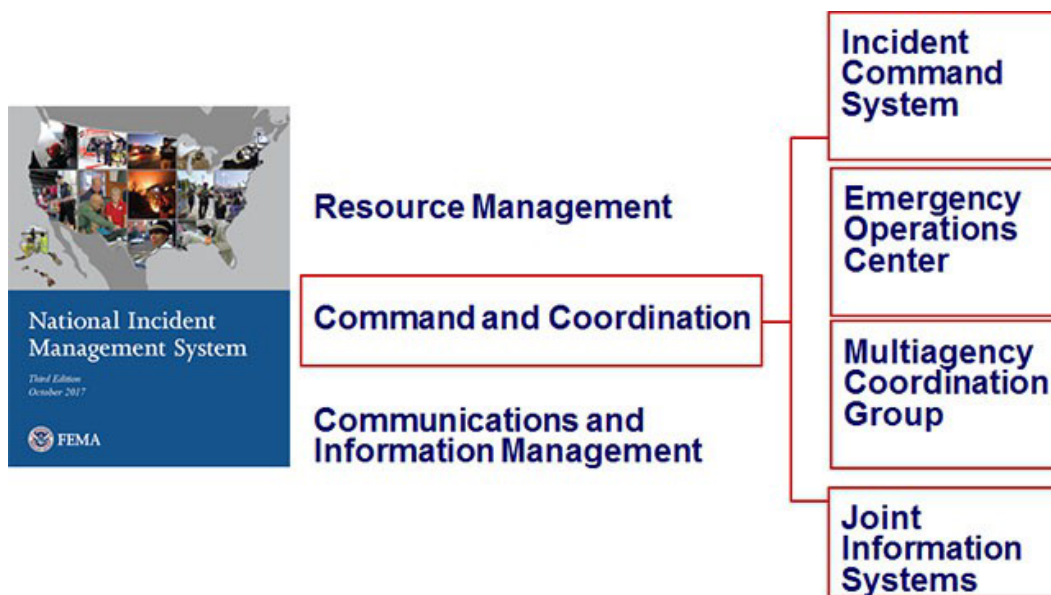 National Incident
Management System
Third Edition
October 2017
FEMA
Resource Management
Command and Coordination
Communications and
Information Management
Incident
Command
System
Emergency
Operations
Center
Multiagency
Coordination
Group
Joint
Information
Systems